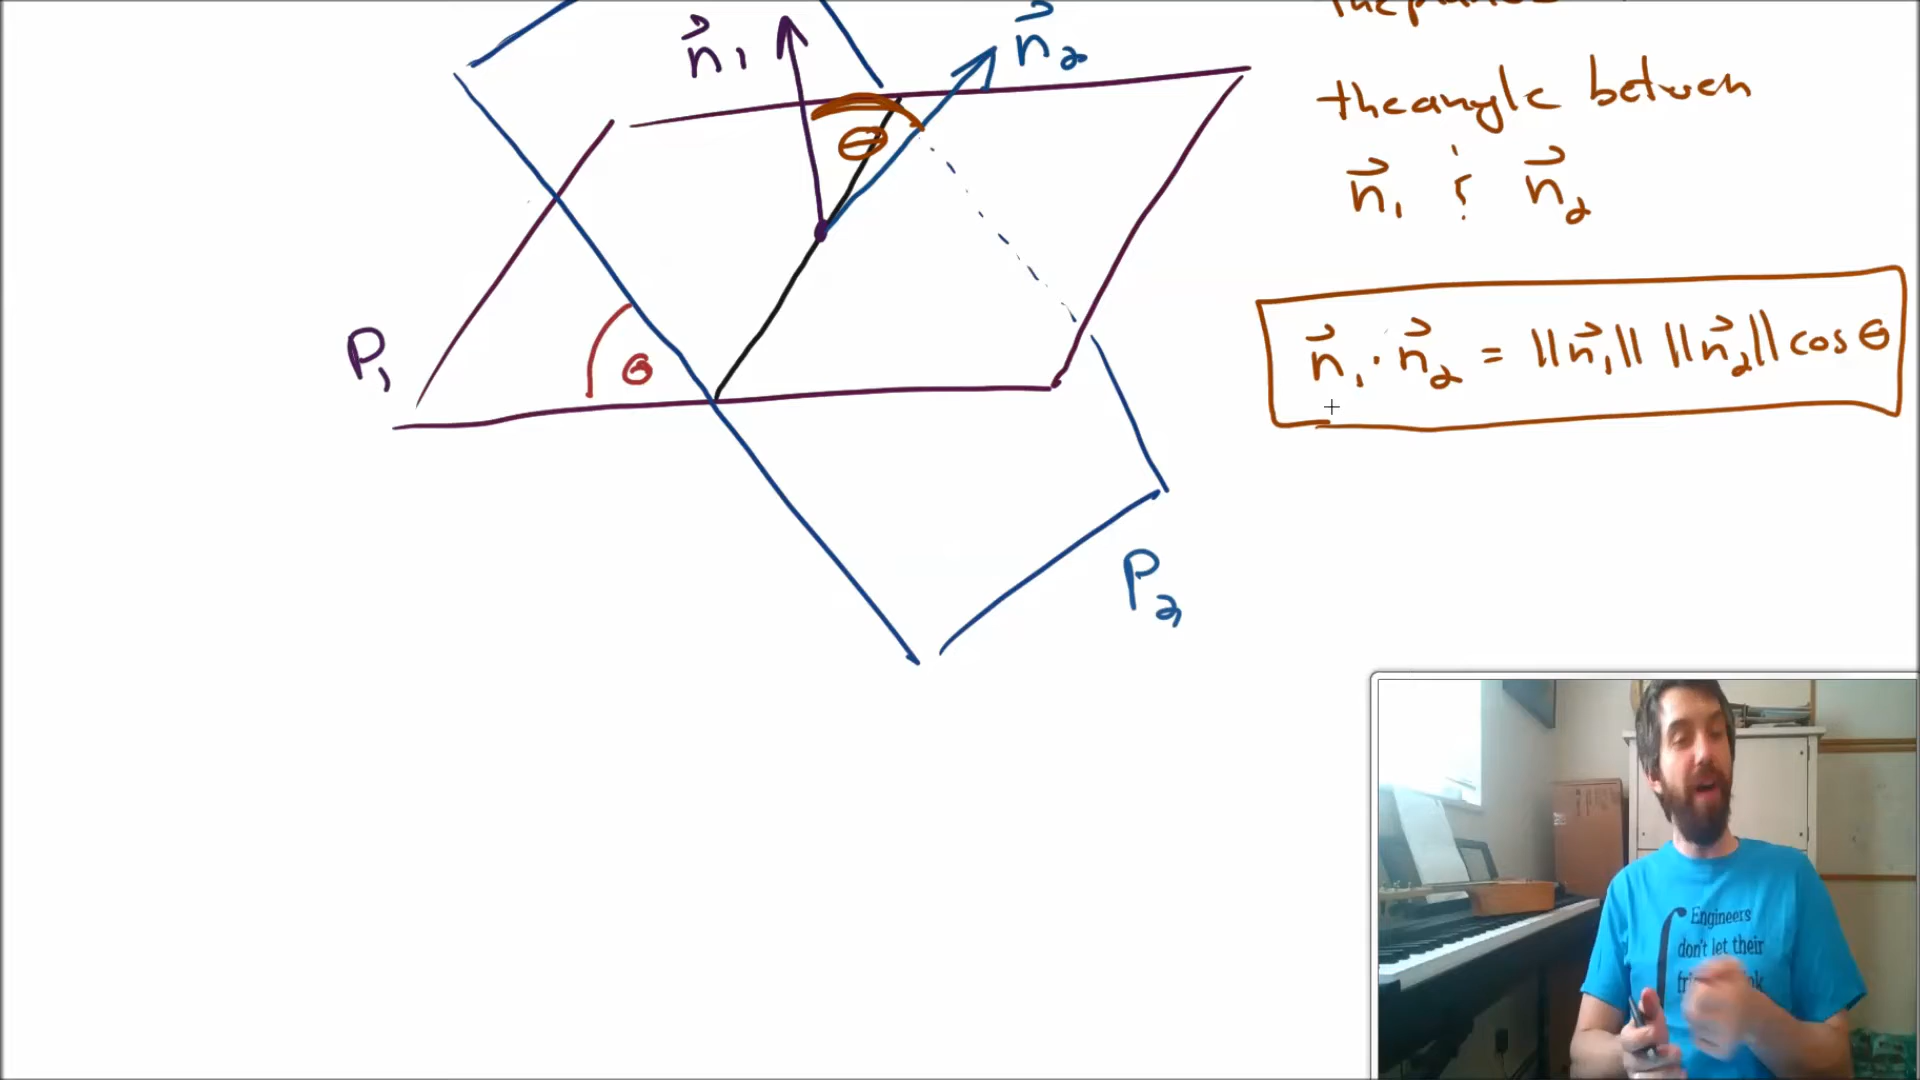 n⃗₁
n⃗₂
the angle between
θ
n⃗₁ & n⃗₂
P₁
θ
n⃗₁ · n⃗₂ = ||n⃗₁|| ||n⃗₂|| cos θ
P₂
Engineers
don't let their